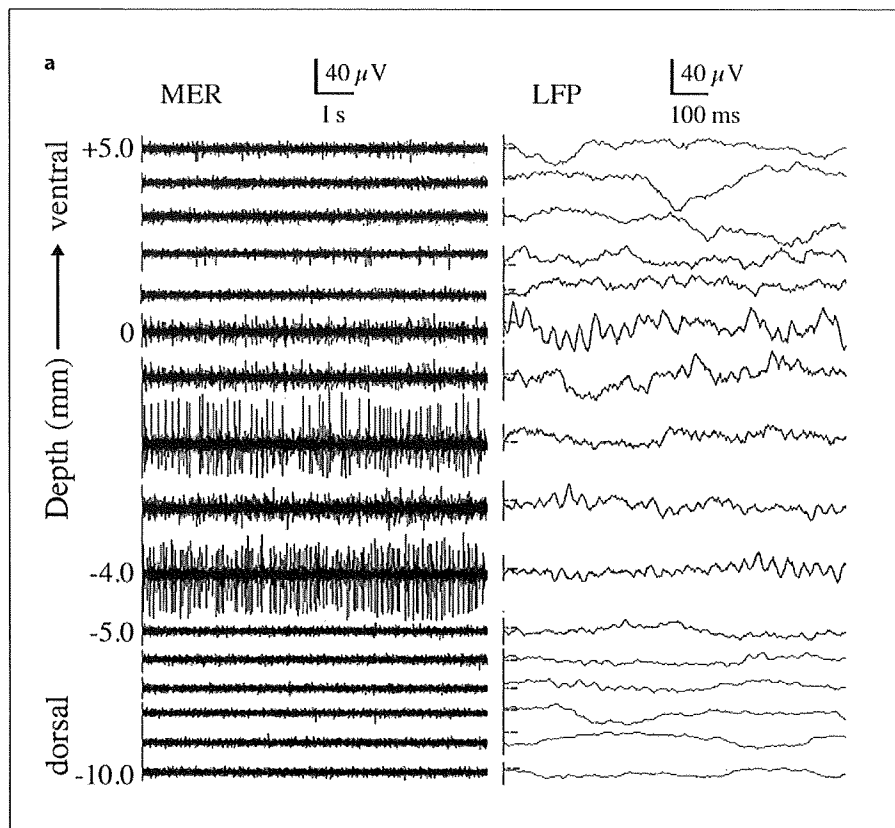 a
40 µV
40 µV
MER
LFP
1 s
100 ms
+5.0
0
-4.0
-5.0
-10.0
Depth (mm)
ventral
dorsal